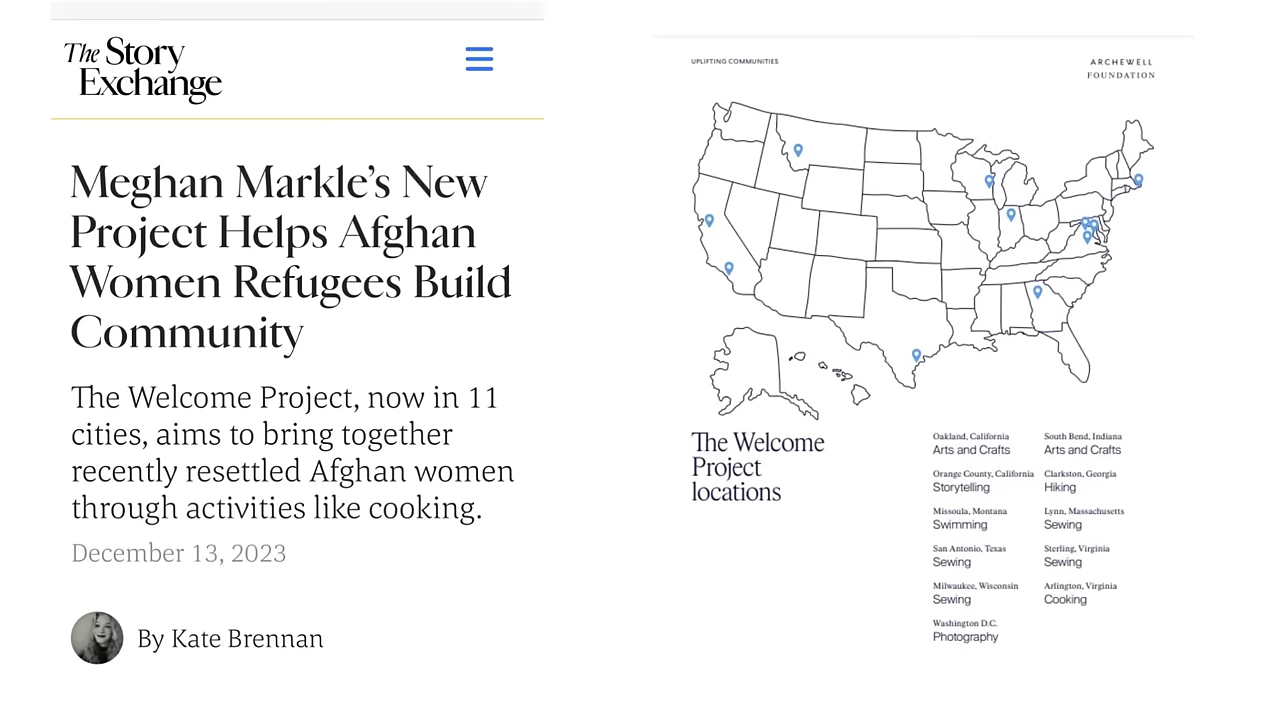 The Story
Exchange
Meghan Markle’s New
Project Helps Afghan
Women Refugees Build
Community
The Welcome Project, now in 11
cities, aims to bring together
recently resettled Afghan women
through activities like cooking.
December 13, 2023
By Kate Brennan
UPLIFTING COMMUNITIES
ARCHEWELL
FOUNDATION
The Welcome
Project
locations
Oakland, California
Arts and Crafts
Orange County, California
Storytelling
Missoula, Montana
Swimming
San Antonio, Texas
Sewing
Milwaukee, Wisconsin
Sewing
Washington D.C.
Photography
South Bend, Indiana
Arts and Crafts
Clarkston, Georgia
Hiking
Lynn, Massachusetts
Sewing
Sterling, Virginia
Sewing
Arlington, Virginia
Cooking